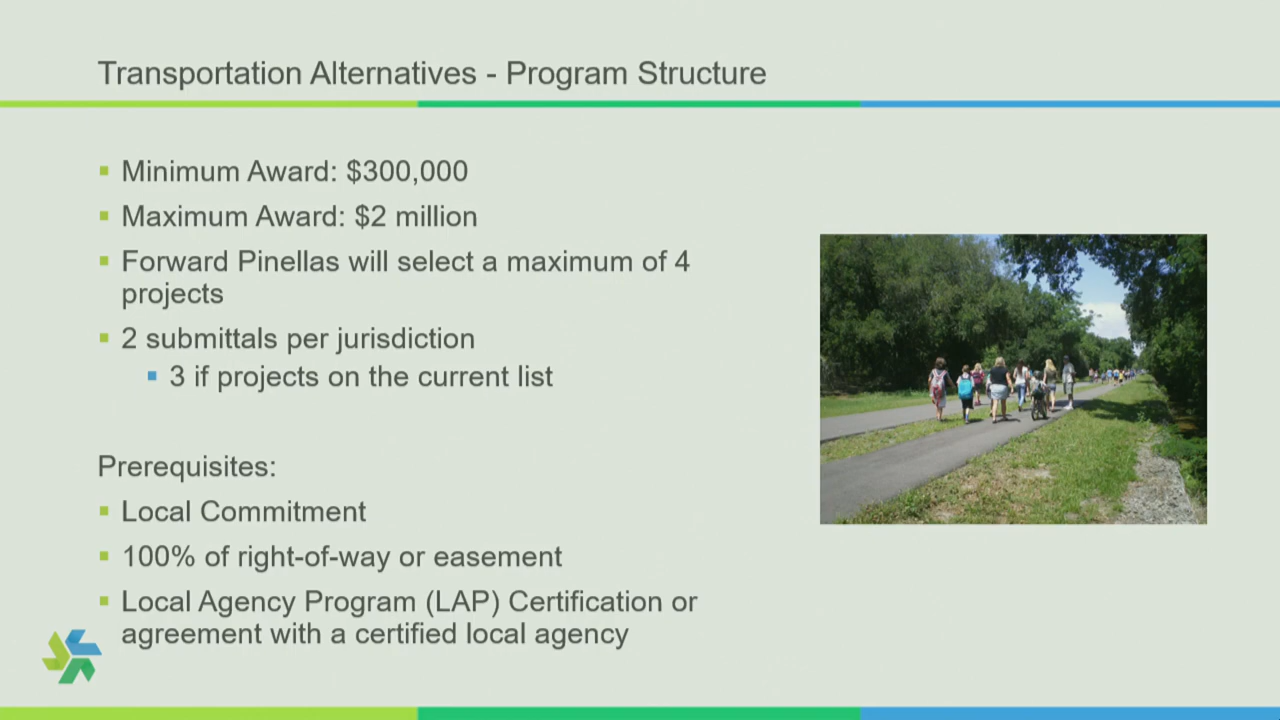 Transportation Alternatives - Program Structure
Minimum Award: $300,000
Maximum Award: $2 million
Forward Pinellas will select a maximum of 4
projects
2 submittals per jurisdiction
3 if projects on the current list
Prerequisites:
Local Commitment
100% of right-of-way or easement
Local Agency Program (LAP) Certification or
agreement with a certified local agency